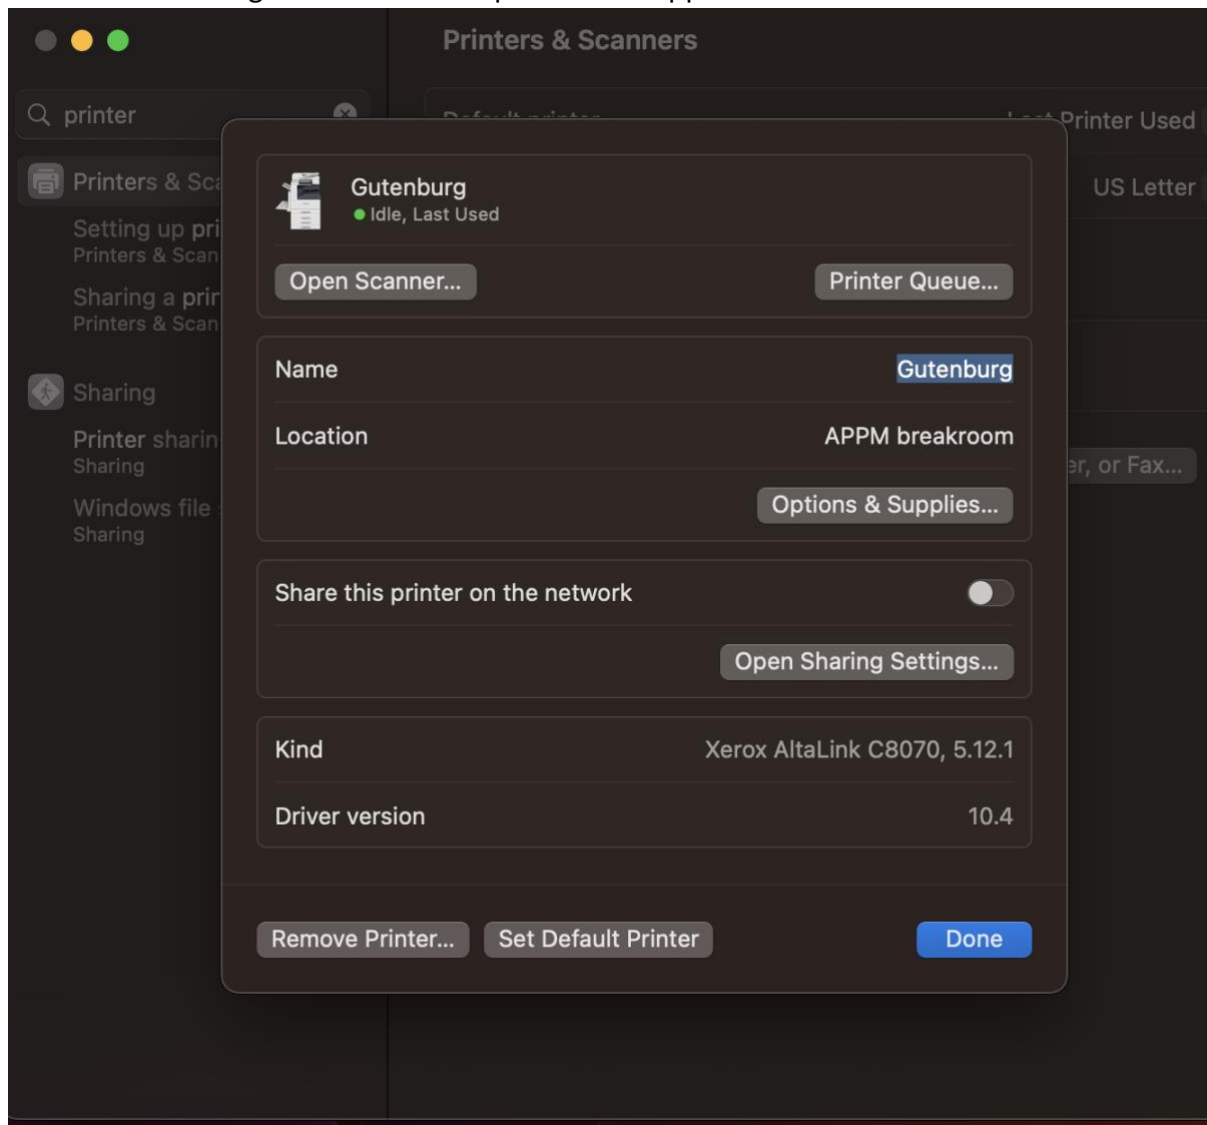 Printers & Scanners
printer
Printer Used
Printers & Sca
US Letter
Setting up pri
Printers & Scan
Sharing a prin
Printers & Scan
Sharing
Printer sharin
Sharing
Windows file
Sharing
er, or Fax...
Gutenburg
Idle, Last Used
Open Scanner...
Printer Queue...
Name
Gutenburg
Location
APPM breakroom
Options & Supplies...
Share this printer on the network
Open Sharing Settings...
Kind
Xerox AltaLink C8070, 5.12.1
Driver version
10.4
Remove Printer...
Set Default Printer
Done